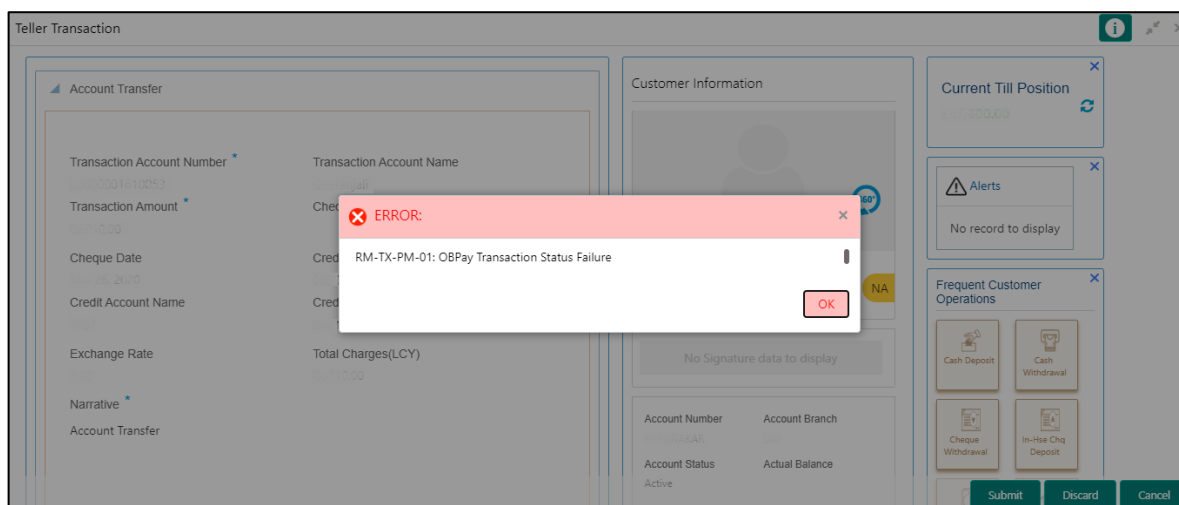 Teller Transaction
Account Transfer
Transaction Account Number *
Transaction Account Name
Transaction Amount *
Cheque Date
Credit Account Name
Exchange Rate
Total Charges(LCY)
Narrative *
Account Transfer
ERROR:
RM-TX-PM-01: OBPay Transaction Status Failure
OK
Customer Information
NA
No Signature data to display
Account Number
Account Branch
Account Status
Actual Balance
Active
Current Till Position
Alerts
No record to display
Frequent Customer
Operations
Cash Deposit
Cash
Withdrawal
Cheque
Withdrawal
In-Hse Chq
Deposit
Submit
Discard
Cancel